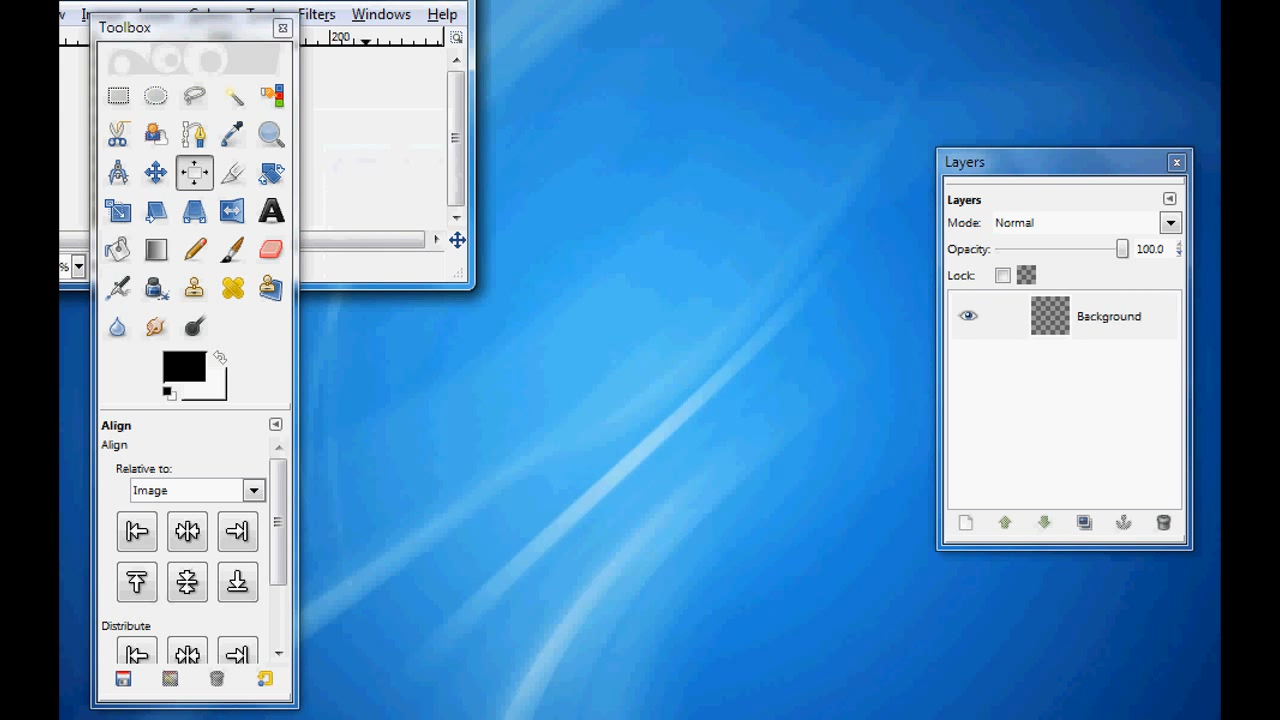 Filters Windows Help
Toolbox
200
%
Layers
Layers
Mode: Normal
Opacity: 100.0
Lock:
Background
Align
Align
Relative to:
Image
Distribute